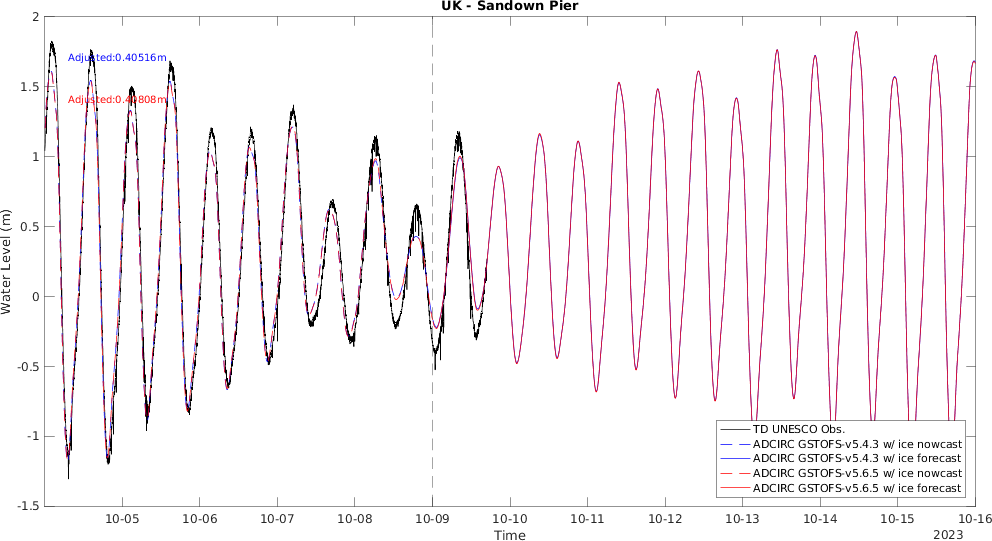 UK - Sandown Pier
2
1.5
1
0.5
0
-0.5
-1
-1.5
Water Level (m)
Adjusted:0.40516m
Adjusted:0.40808m
TD UNESCO Obs.
ADCIRC GSTOFS-v5.4.3 w/ ice nowcast
ADCIRC GSTOFS-v5.4.3 w/ ice forecast
ADCIRC GSTOFS-v5.6.5 w/ ice nowcast
ADCIRC GSTOFS-v5.6.5 w/ ice forecast
10-05 10-06 10-07 10-08 10-09 10-10 10-11 10-12 10-13 10-14 10-15 10-16
Time
2023